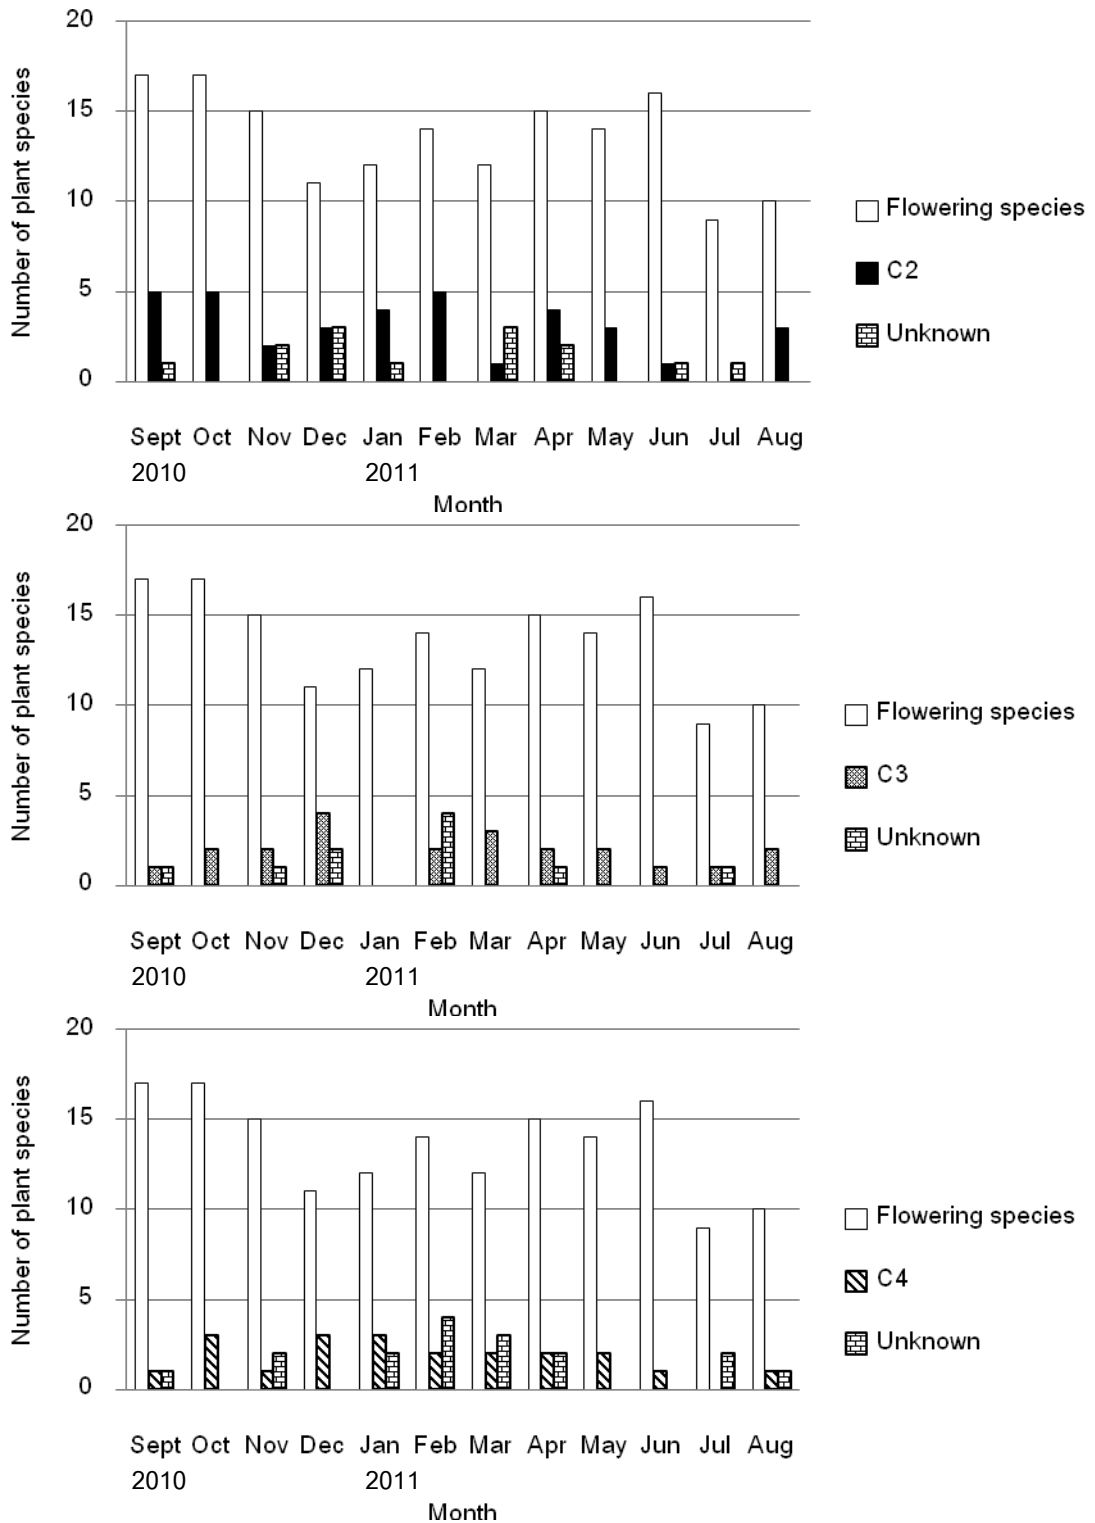 20
15
10
5
0
Number of plant species
Sept Oct Nov Dec Jan Feb Mar Apr May Jun Jul Aug
2010 2011
Month
Flowering species
C2
Unknown
20
15
10
5
0
Number of plant species
Sept Oct Nov Dec Jan Feb Mar Apr May Jun Jul Aug
2010 2011
Month
Flowering species
C3
Unknown
20
15
10
5
0
Number of plant species
Sept Oct Nov Dec Jan Feb Mar Apr May Jun Jul Aug
2010 2011
Month
Flowering species
C4
Unknown